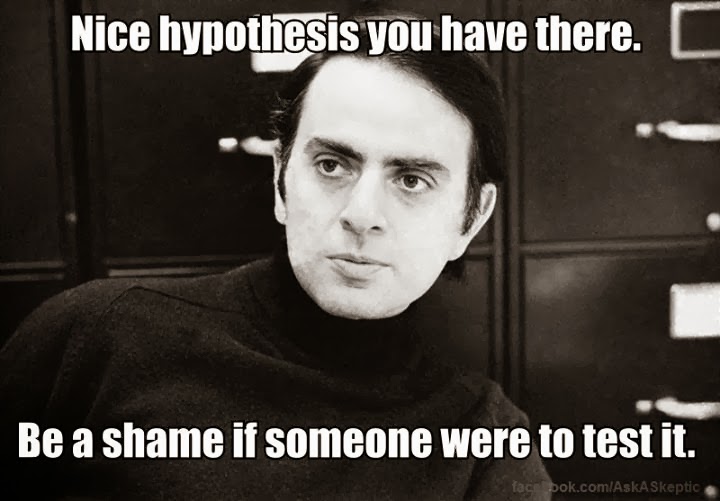 Nice hypothesis you have there.
Be a shame if someone were to test it.
facebook.com/AskASkeptic